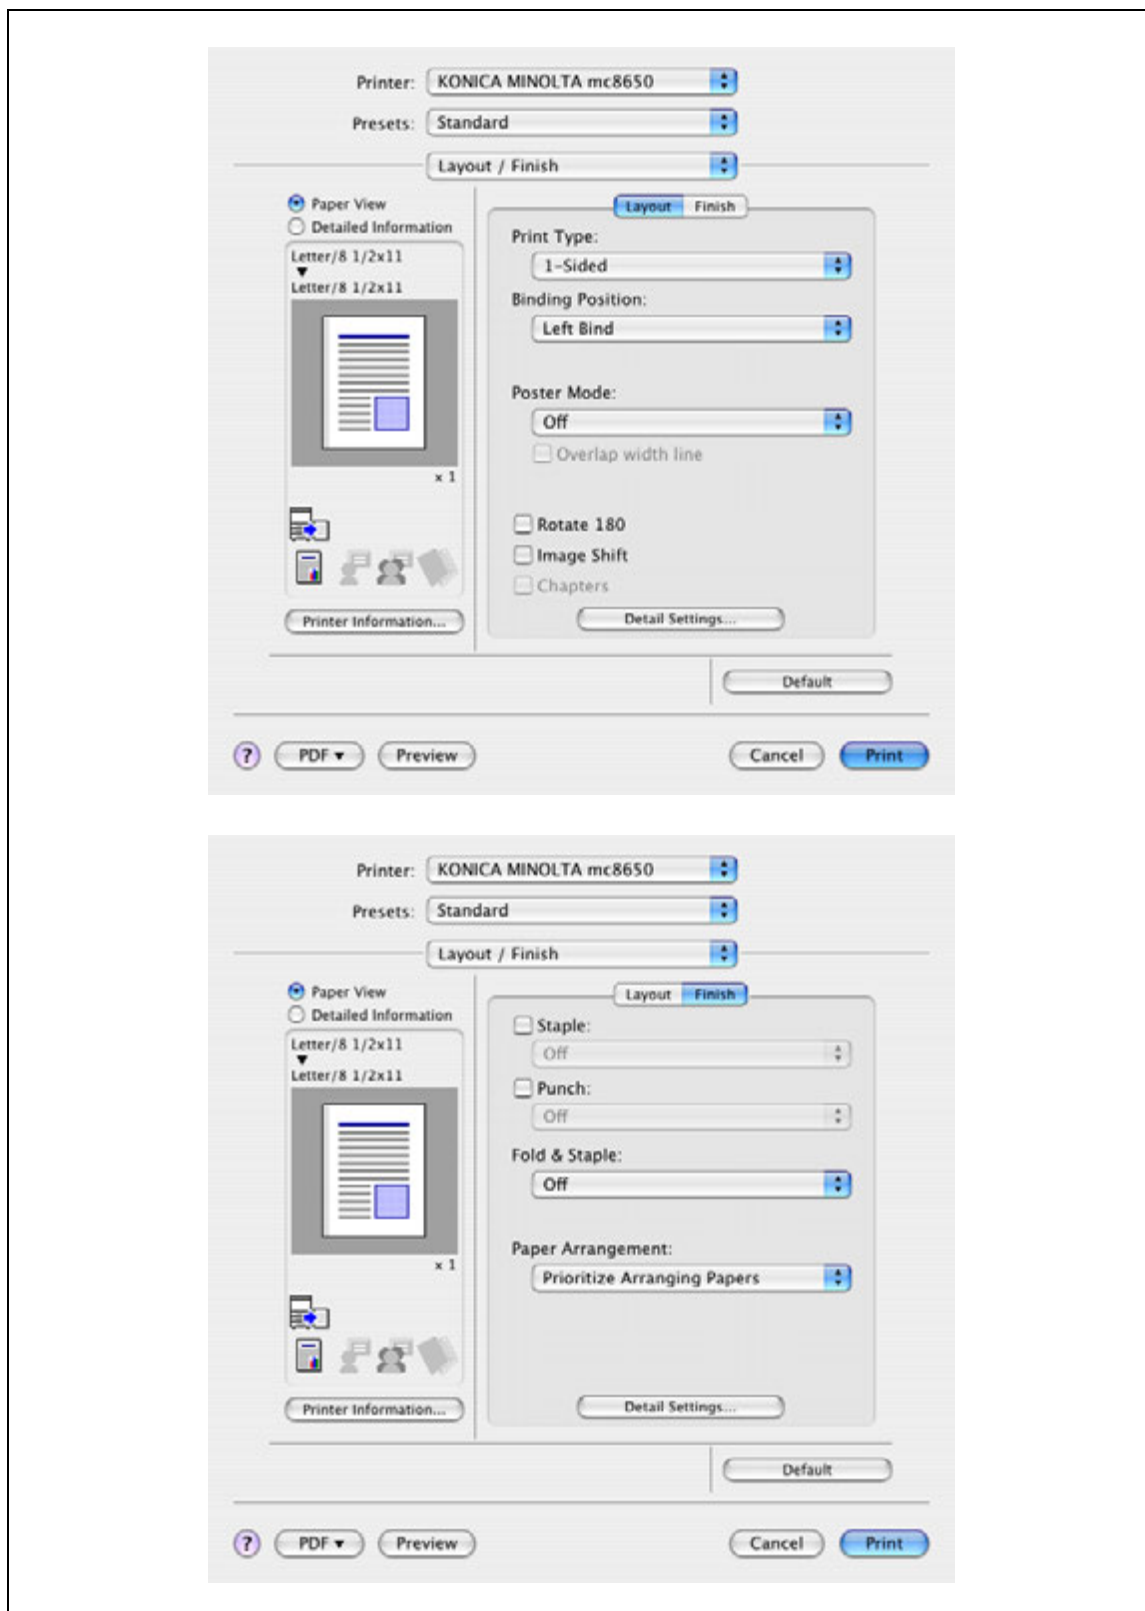 Printer: KONICA MINOLTA mc8650
Presets: Standard
Layout / Finish
Paper View
Detailed Information
Letter/8 1/2x11
Letter/8 1/2x11
x 1
Printer Information...
Layout Finish
Print Type:
1-Sided
Binding Position:
Left Bind
Poster Mode:
Off
Overlap width line
Rotate 180
Image Shift
Chapters
Detail Settings...
Default
? PDF Preview Cancel Print
Printer: KONICA MINOLTA mc8650
Presets: Standard
Layout / Finish
Paper View
Detailed Information
Letter/8 1/2x11
Letter/8 1/2x11
x 1
Printer Information...
Layout Finish
Staple:
Off
Punch:
Off
Fold & Staple:
Off
Paper Arrangement:
Prioritize Arranging Papers
Detail Settings...
Default
? PDF Preview Cancel Print